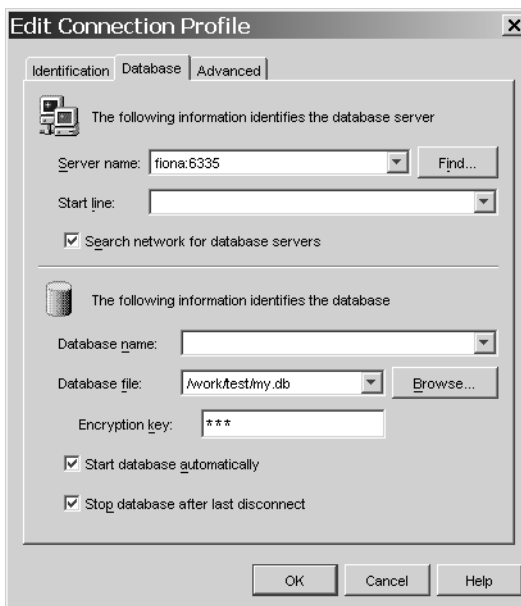 Edit Connection Profile
Identification Database Advanced
The following information identifies the database server
Server name: fiona:6335 Find...
Start line:
Search network for database servers
The following information identifies the database
Database name:
Database file: /work/test/my.db Browse...
Encryption key: ***
Start database automatically
Stop database after last disconnect
OK Cancel Help